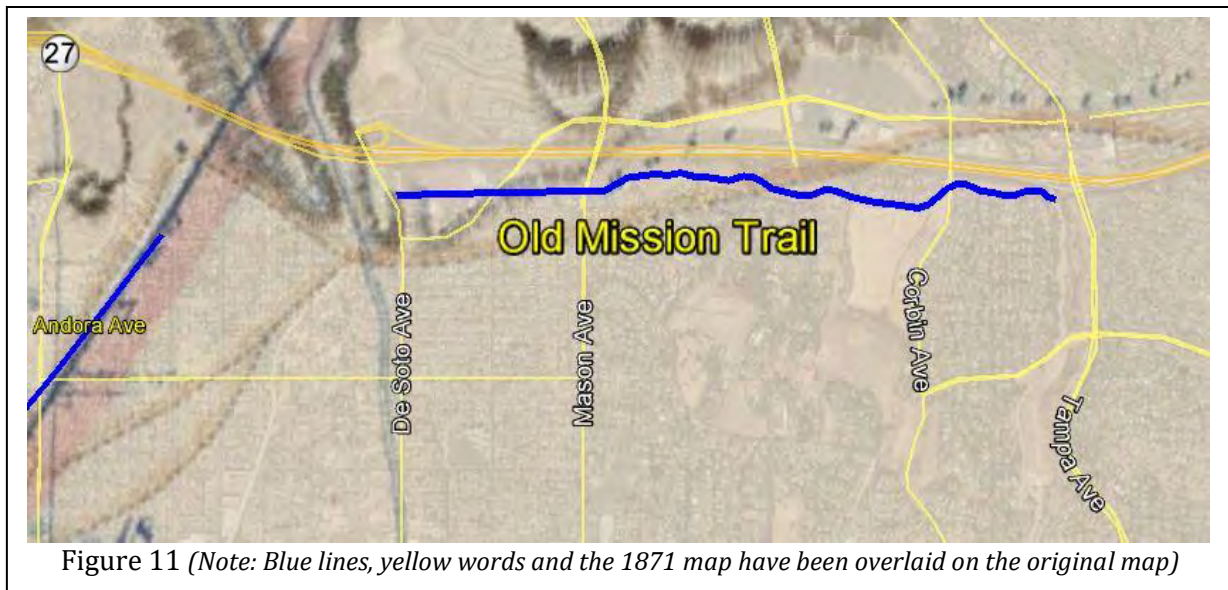 27
Old Mission Trail
Andora Ave
De Soto Ave
Mason Ave
Corbin Ave
Tampa Ave
Figure 11 (Note: Blue lines, yellow words and the 1871 map have been overlaid on the original map)